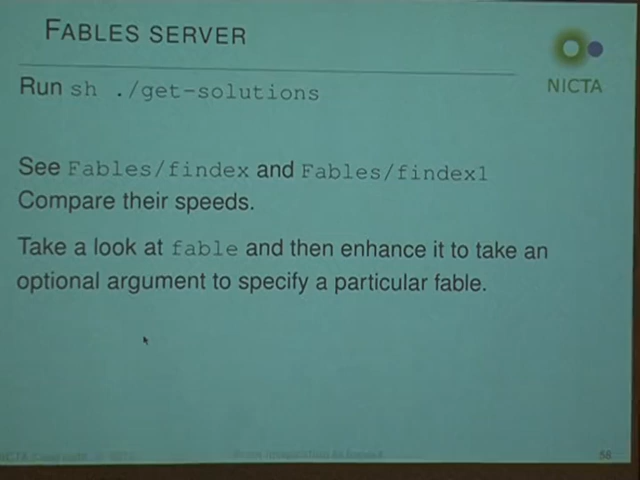 FABLES SERVER
NICTA
Run sh ./get-solutions
See Fables/findex and Fables/findex1
Compare their speeds.
Take a look at fable and then enhance it to take an
optional argument to specify a particular fable.
58